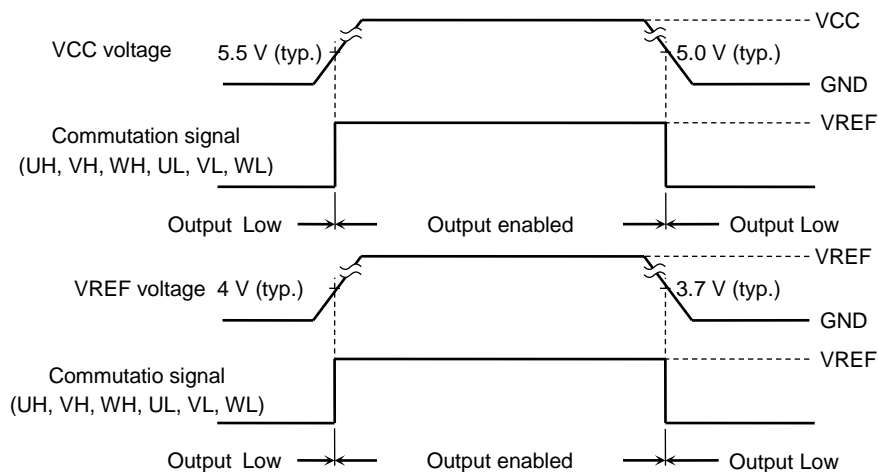 VCC
VCC voltage 5.5 V (typ.) 5.0 V (typ.)
GND
Commutation signal VREF
(UH, VH, WH, UL, VL, WL)
Output Low Output enabled Output Low
VREF
VREF voltage 4 V (typ.) 3.7 V (typ.)
GND
Commutatio signal VREF
(UH, VH, WH, UL, VL, WL)
Output Low Output enabled Output Low